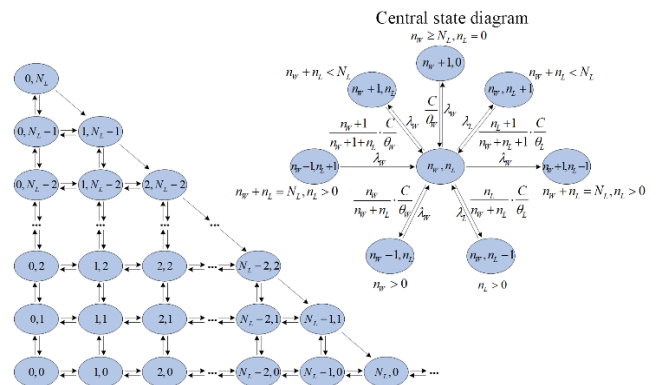 Central state diagram
n_W ≥ N_L, n_L = 0
n_W+1,0
n_W + n_L < N_L
n_W + n_L < N_L
n_W+1,n_L
n_W,n_L+1
C/θ_W
λ_W
λ_W
λ_L
(n_W+1)/(n_W+1+n_L) · C/θ_W
(n_L+1)/(n_W+n_L+1) · C/θ_L
n_W-1,n_L+1
λ_W
n_W,n_L
λ_W
n_W+1,n_L-1
n_W + n_L = N_L, n_L > 0
n_W + n_L = N_L, n_L > 0
n_W/(n_W+n_L) · C/θ_W
λ_W
λ_L
n_L/(n_W+n_L) · C/θ_L
n_W-1,n_L
n_W,n_L-1
n_W > 0
n_L > 0
0,N_L
0,N_L-1
1,N_L-1
0,N_L-2
1,N_L-2
2,N_L-2
...
... ... ... ...
0,2
1,2
2,2
...
N_L-2,2
0,1
1,1
2,1
...
N_L-2,1
N_L-1,1
0,0
1,0
2,0
...
N_L-2,0
N_L-1,0
N_L,0
...